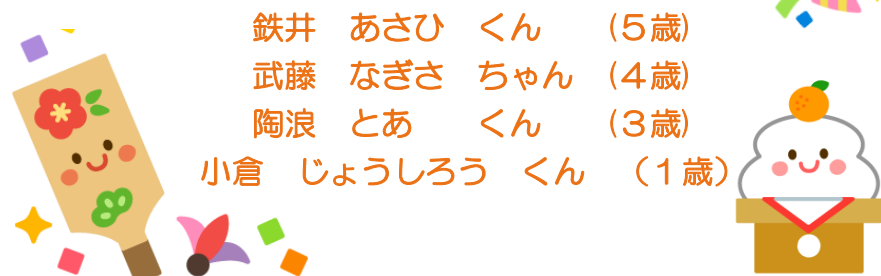 鉄井　あさひ　くん　　（５歳）
武藤　なぎさ　ちゃん　（４歳）
陶浪　とあ　　くん　　（３歳）
小倉　じょうしろう　くん　（１歳）